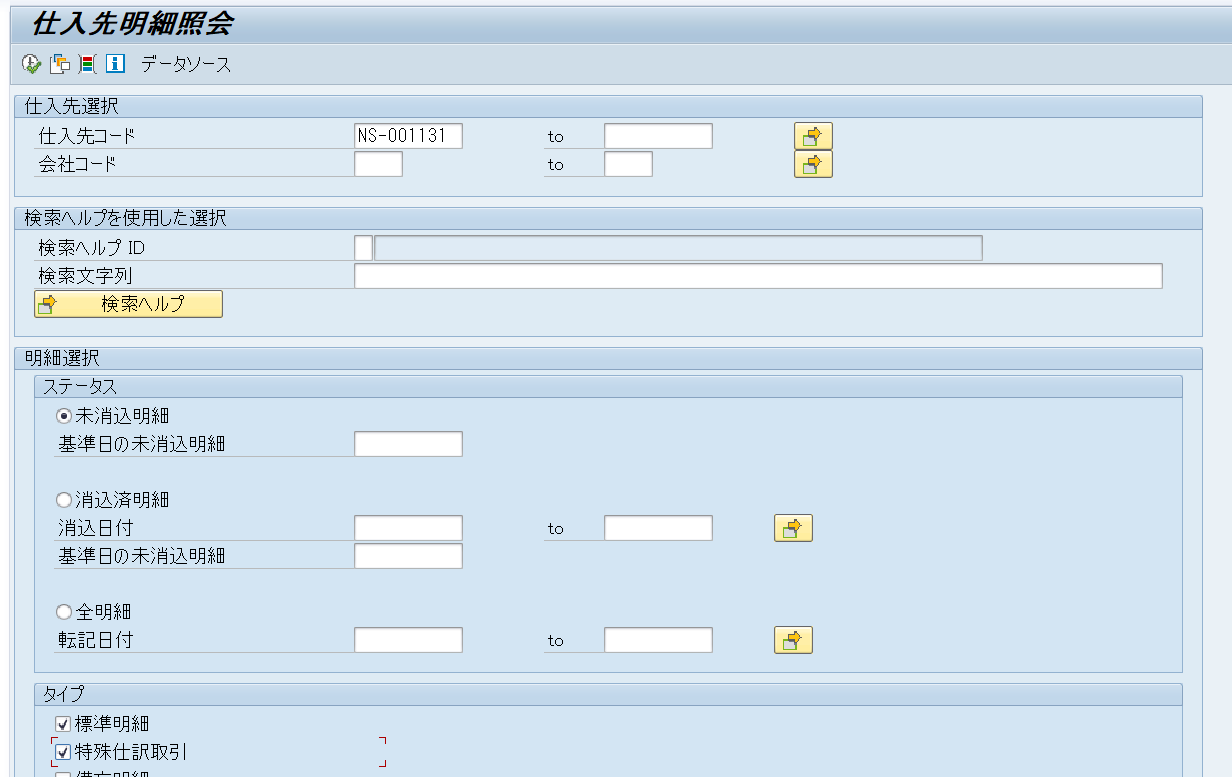 仕入先明細照会
データソース
仕入先選択
仕入先コード NS-001131 to
会社コード to
検索ヘルプを使用した選択
検索ヘルプ ID
検索文字列
検索ヘルプ
明細選択
ステータス
未消込明細
基準日の未消込明細
消込済明細
消込日付 to
基準日の未消込明細
全明細
転記日付 to
タイプ
標準明細
特殊仕訳取引